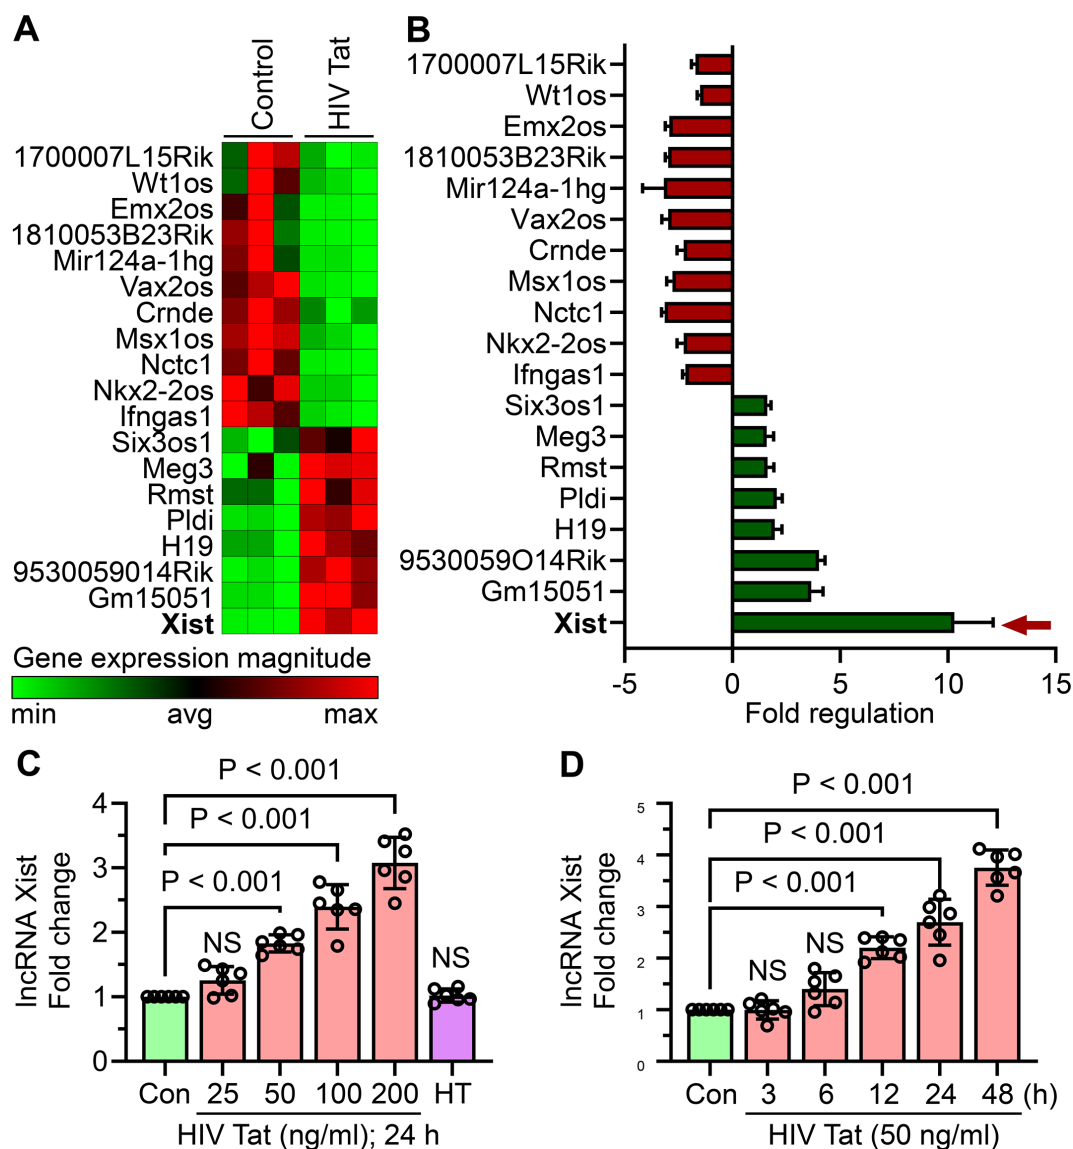 A
Control
HIV Tat
1700007L15Rik
Wt1os
Emx2os
1810053B23Rik
Mir124a-1hg
Vax2os
Crnde
Msx1os
Nctc1
Nkx2-2os
Ifngas1
Six3os1
Meg3
Rmst
Pldi
H19
9530059014Rik
Gm15051
Xist
Gene expression magnitude
min avg max
B
1700007L15Rik
Wt1os
Emx2os
1810053B23Rik
Mir124a-1hg
Vax2os
Crnde
Msx1os
Nctc1
Nkx2-2os
Ifngas1
Six3os1
Meg3
Rmst
Pldi
H19
9530059O14Rik
Gm15051
Xist
-5 0 5 10 15
Fold regulation
C
lncRNA Xist
Fold change
4
3
2
1
0
P < 0.001
P < 0.001
P < 0.001
NS
NS
Con 25 50 100 200 HT
HIV Tat (ng/ml); 24 h
D
lncRNA Xist
Fold change
5
4
3
2
1
0
P < 0.001
P < 0.001
P < 0.001
NS
NS
Con 3 6 12 24 48 (h)
HIV Tat (50 ng/ml)